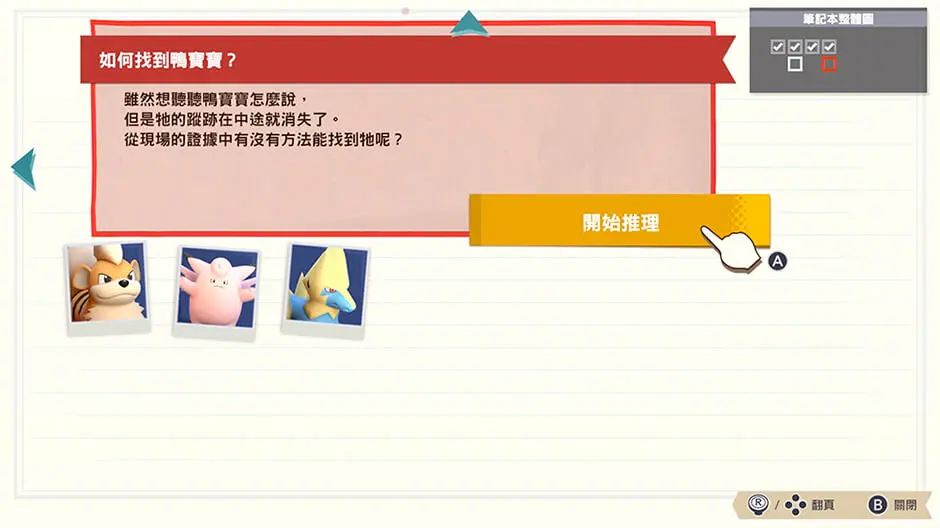 筆記本整體圖
如何找到鴨寶寶？
雖然想聽聽鴨寶寶怎麼說，
但是牠的蹤跡在中途就消失了。
從現場的證據中有沒有方法能找到牠呢？
開始推理
A
R / 翻頁 B 關閉